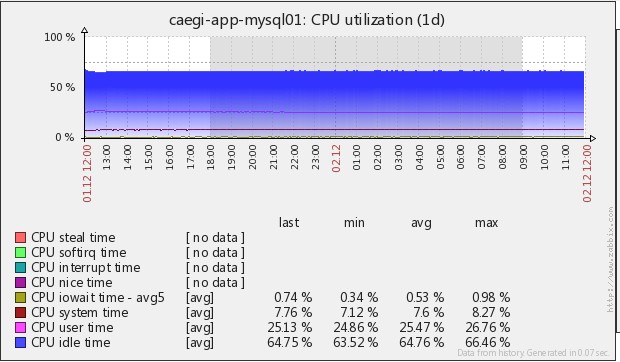 caegi-app-mysql01: CPU utilization (1d)
100 %
50 %
0 %
01.12 12:00 13:00 14:00 15:00 16:00 17:00 18:00 19:00 20:00 21:00 22:00 23:00 02.12 01:00 02:00 03:00 04:00 05:00 06:00 07:00 08:00 09:00 10:00 11:00 02.12 12:00
last min avg max
CPU steal time [ no data ]
CPU softirq time [ no data ]
CPU interrupt time [ no data ]
CPU nice time [ no data ]
CPU iowait time - avg5 [avg] 0.74 % 0.34 % 0.53 % 0.98 %
CPU system time [avg] 7.76 % 7.12 % 7.6 % 8.27 %
CPU user time [avg] 25.13 % 24.86 % 25.47 % 26.76 %
CPU idle time [avg] 64.75 % 63.52 % 64.76 % 66.46 %
Data from history Generated in 0.07 sec
http://www.zabbix.com